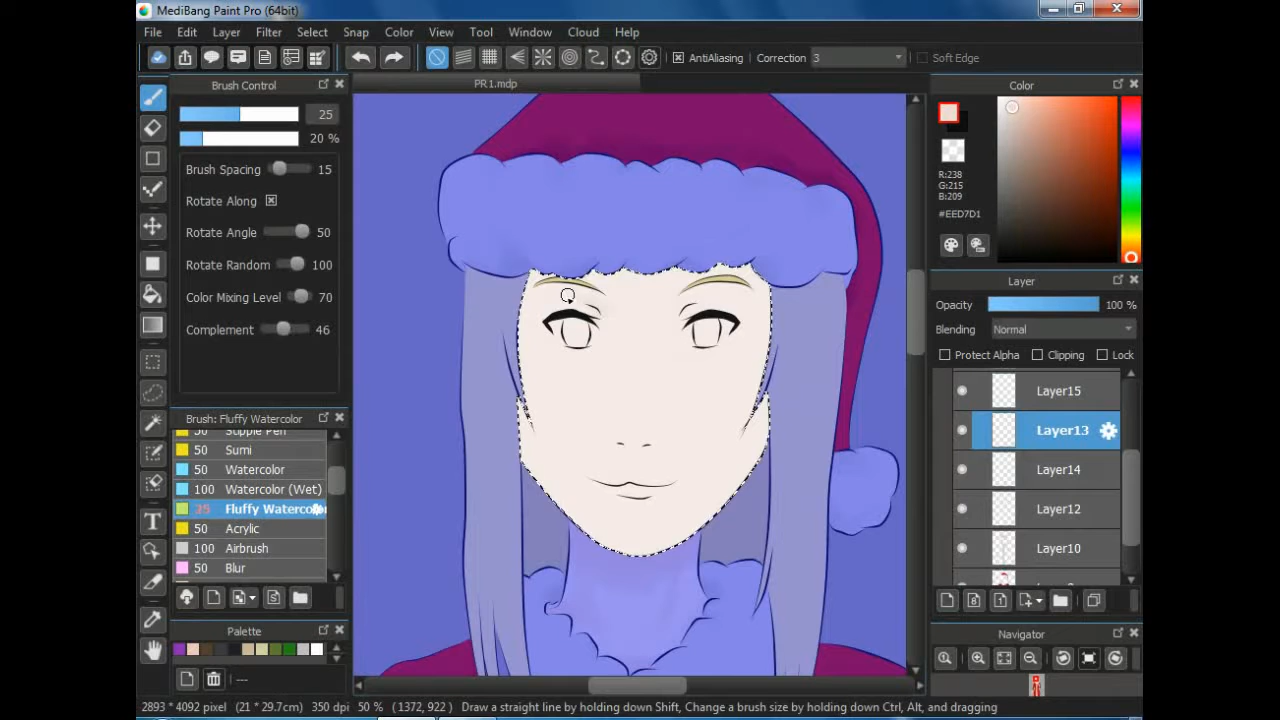 MediBang Paint Pro (64bit)
File Edit Layer Filter Select Snap Color View Tool Window Cloud Help
AntiAliasing Correction 3 Soft Edge
Brush Control
PR1.mdp
Color
25
20 %
Brush Spacing 15
Rotate Along
Rotate Angle 50
Rotate Random 100
Color Mixing Level 70
Complement 46
R:238
G:215
B:209
#EED7D1
Layer
Opacity 100 %
Blending Normal
Protect Alpha Clipping Lock
Layer15
Layer13
Layer14
Layer12
Layer10
Brush: Fluffy Watercolor
Stipple Pen
50 Sumi
50 Watercolor
100 Watercolor (Wet)
25 Fluffy Waterco
50 Acrylic
100 Airbrush
50 Blur
Palette
---
Navigator
2893 * 4092 pixel (21 * 29.7cm) 350 dpi 50 % ( 1372, 922 ) Draw a straight line by holding down Shift, Change a brush size by holding down Ctrl, Alt, and dragging